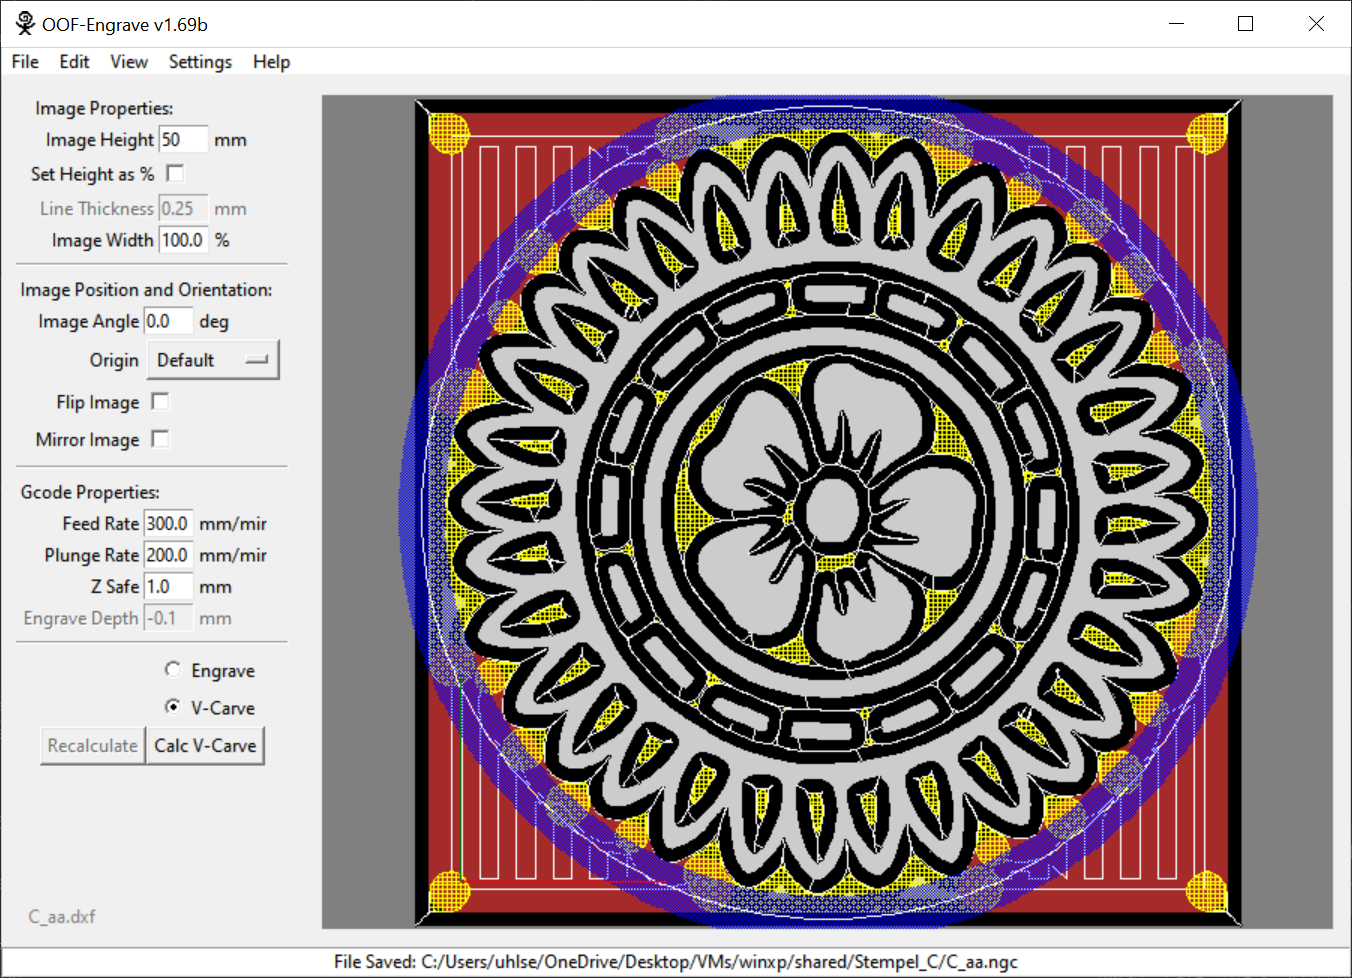 OOF-Engrave v1.69b
File Edit View Settings Help
Image Properties:
Image Height 50 mm
Set Height as %
Line Thickness 0.25 mm
Image Width 100.0 %
Image Position and Orientation:
Image Angle 0.0 deg
Origin Default
Flip Image
Mirror Image
Gcode Properties:
Feed Rate 300.0 mm/mir
Plunge Rate 200.0 mm/mir
Z Safe 1.0 mm
Engrave Depth -0.1 mm
Engrave
V-Carve
Recalculate Calc V-Carve
C_aa.dxf
File Saved: C:/Users/uhlse/OneDrive/Desktop/VMs/winxp/shared/Stempel_C/C_aa.ngc